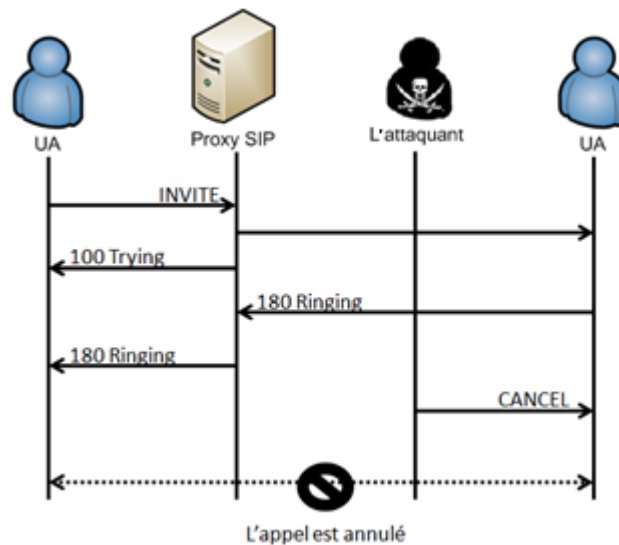 UA
Proxy SIP
L'attaquant
UA
INVITE
100 Trying
180 Ringing
180 Ringing
CANCEL
L'appel est annulé